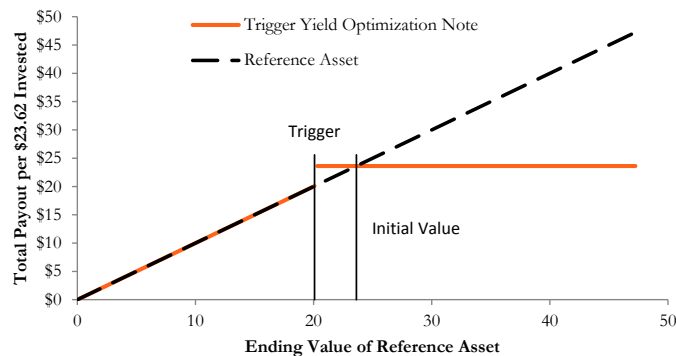 $50
$45
$40
$35
$30
$25
$20
$15
$10
$5
$0
Total Payout per $23.62 Invested
Trigger Yield Optimization Note
Reference Asset
Trigger
Initial Value
0
10
20
30
40
50
Ending Value of Reference Asset